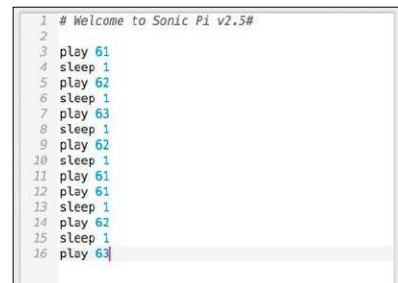 1 # Welcome to Sonic Pi v2.5#
2
3 play 61
4 sleep 1
5 play 62
6 sleep 1
7 play 63
8 sleep 1
9 play 62
10 sleep 1
11 play 61
12 play 61
13 sleep 1
14 play 62
15 sleep 1
16 play 63